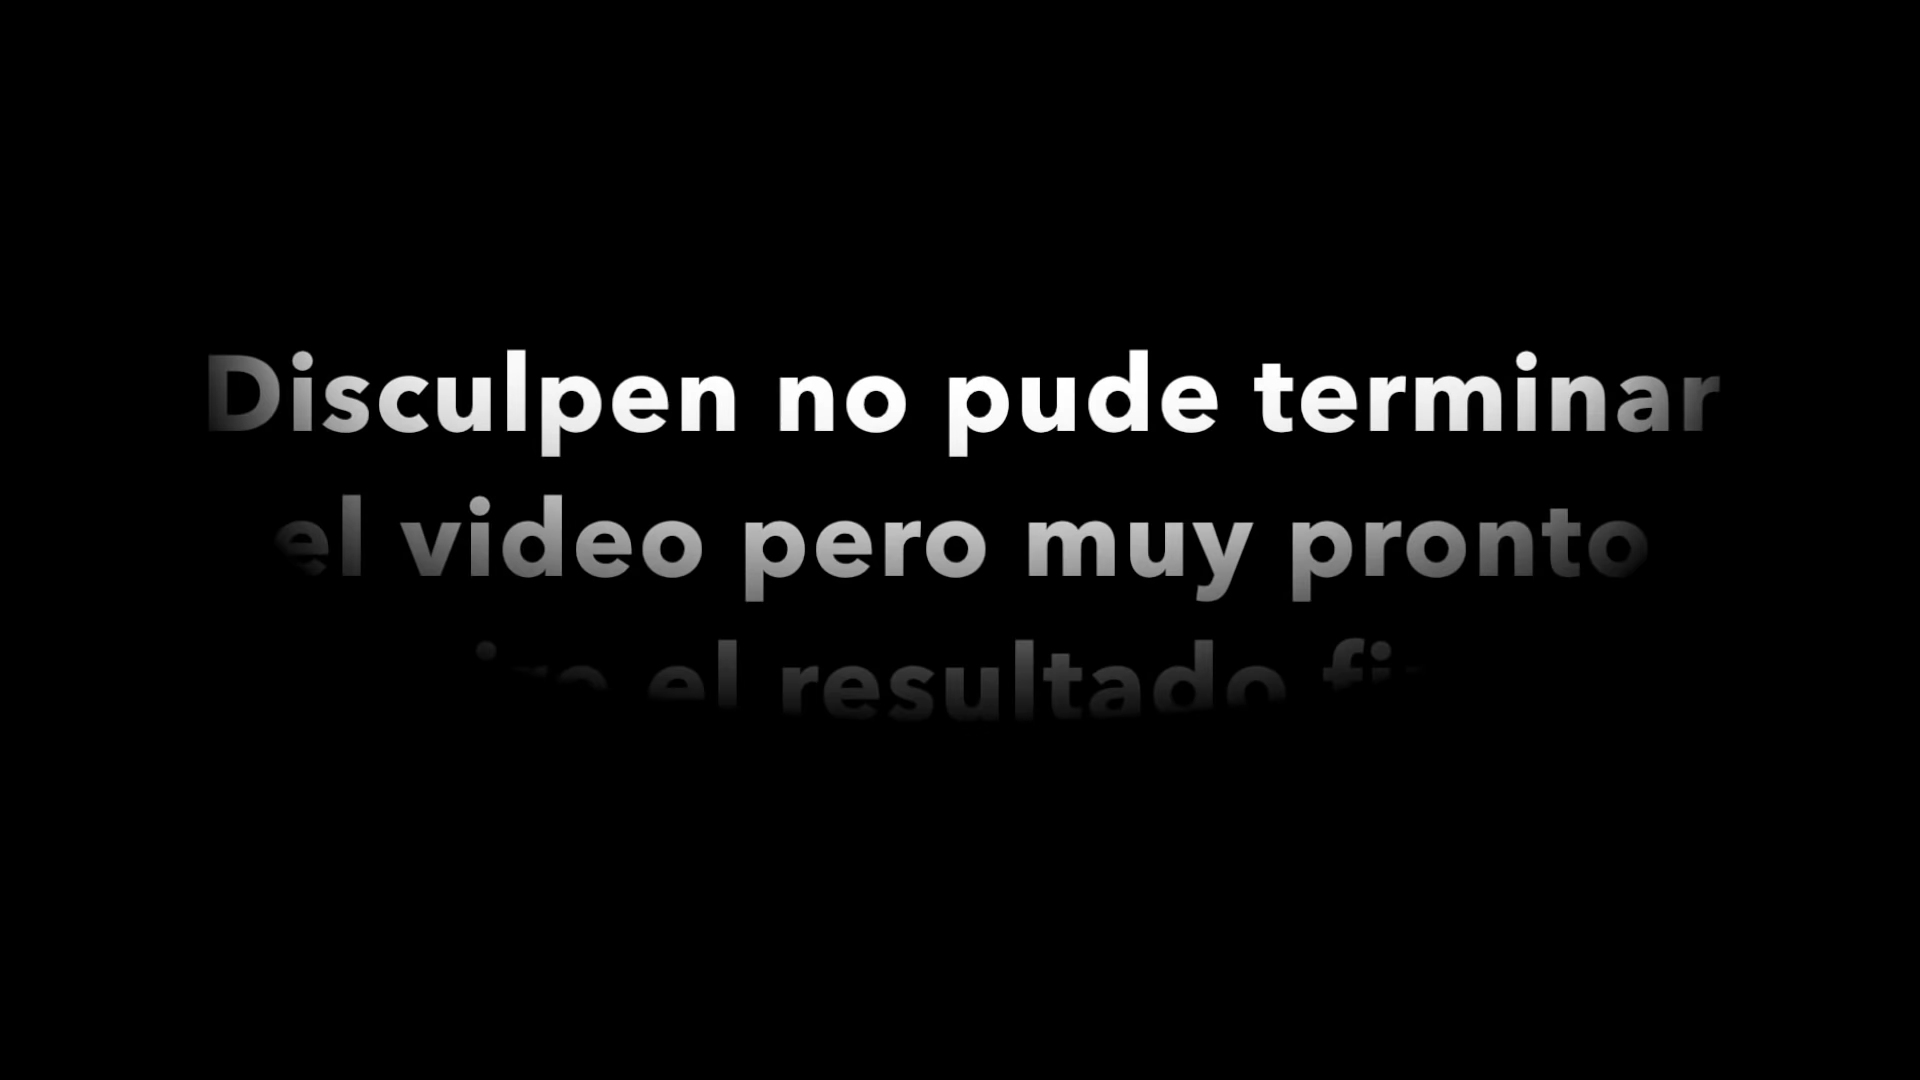 Disculpen no pude terminar
el video pero muy pronto
el resultado